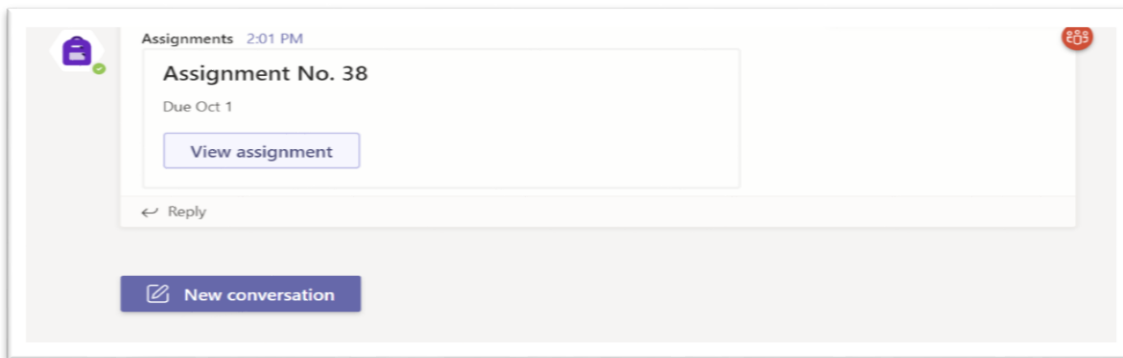 Assignments 2:01 PM
Assignment No. 38
Due Oct 1
View assignment
Reply
New conversation